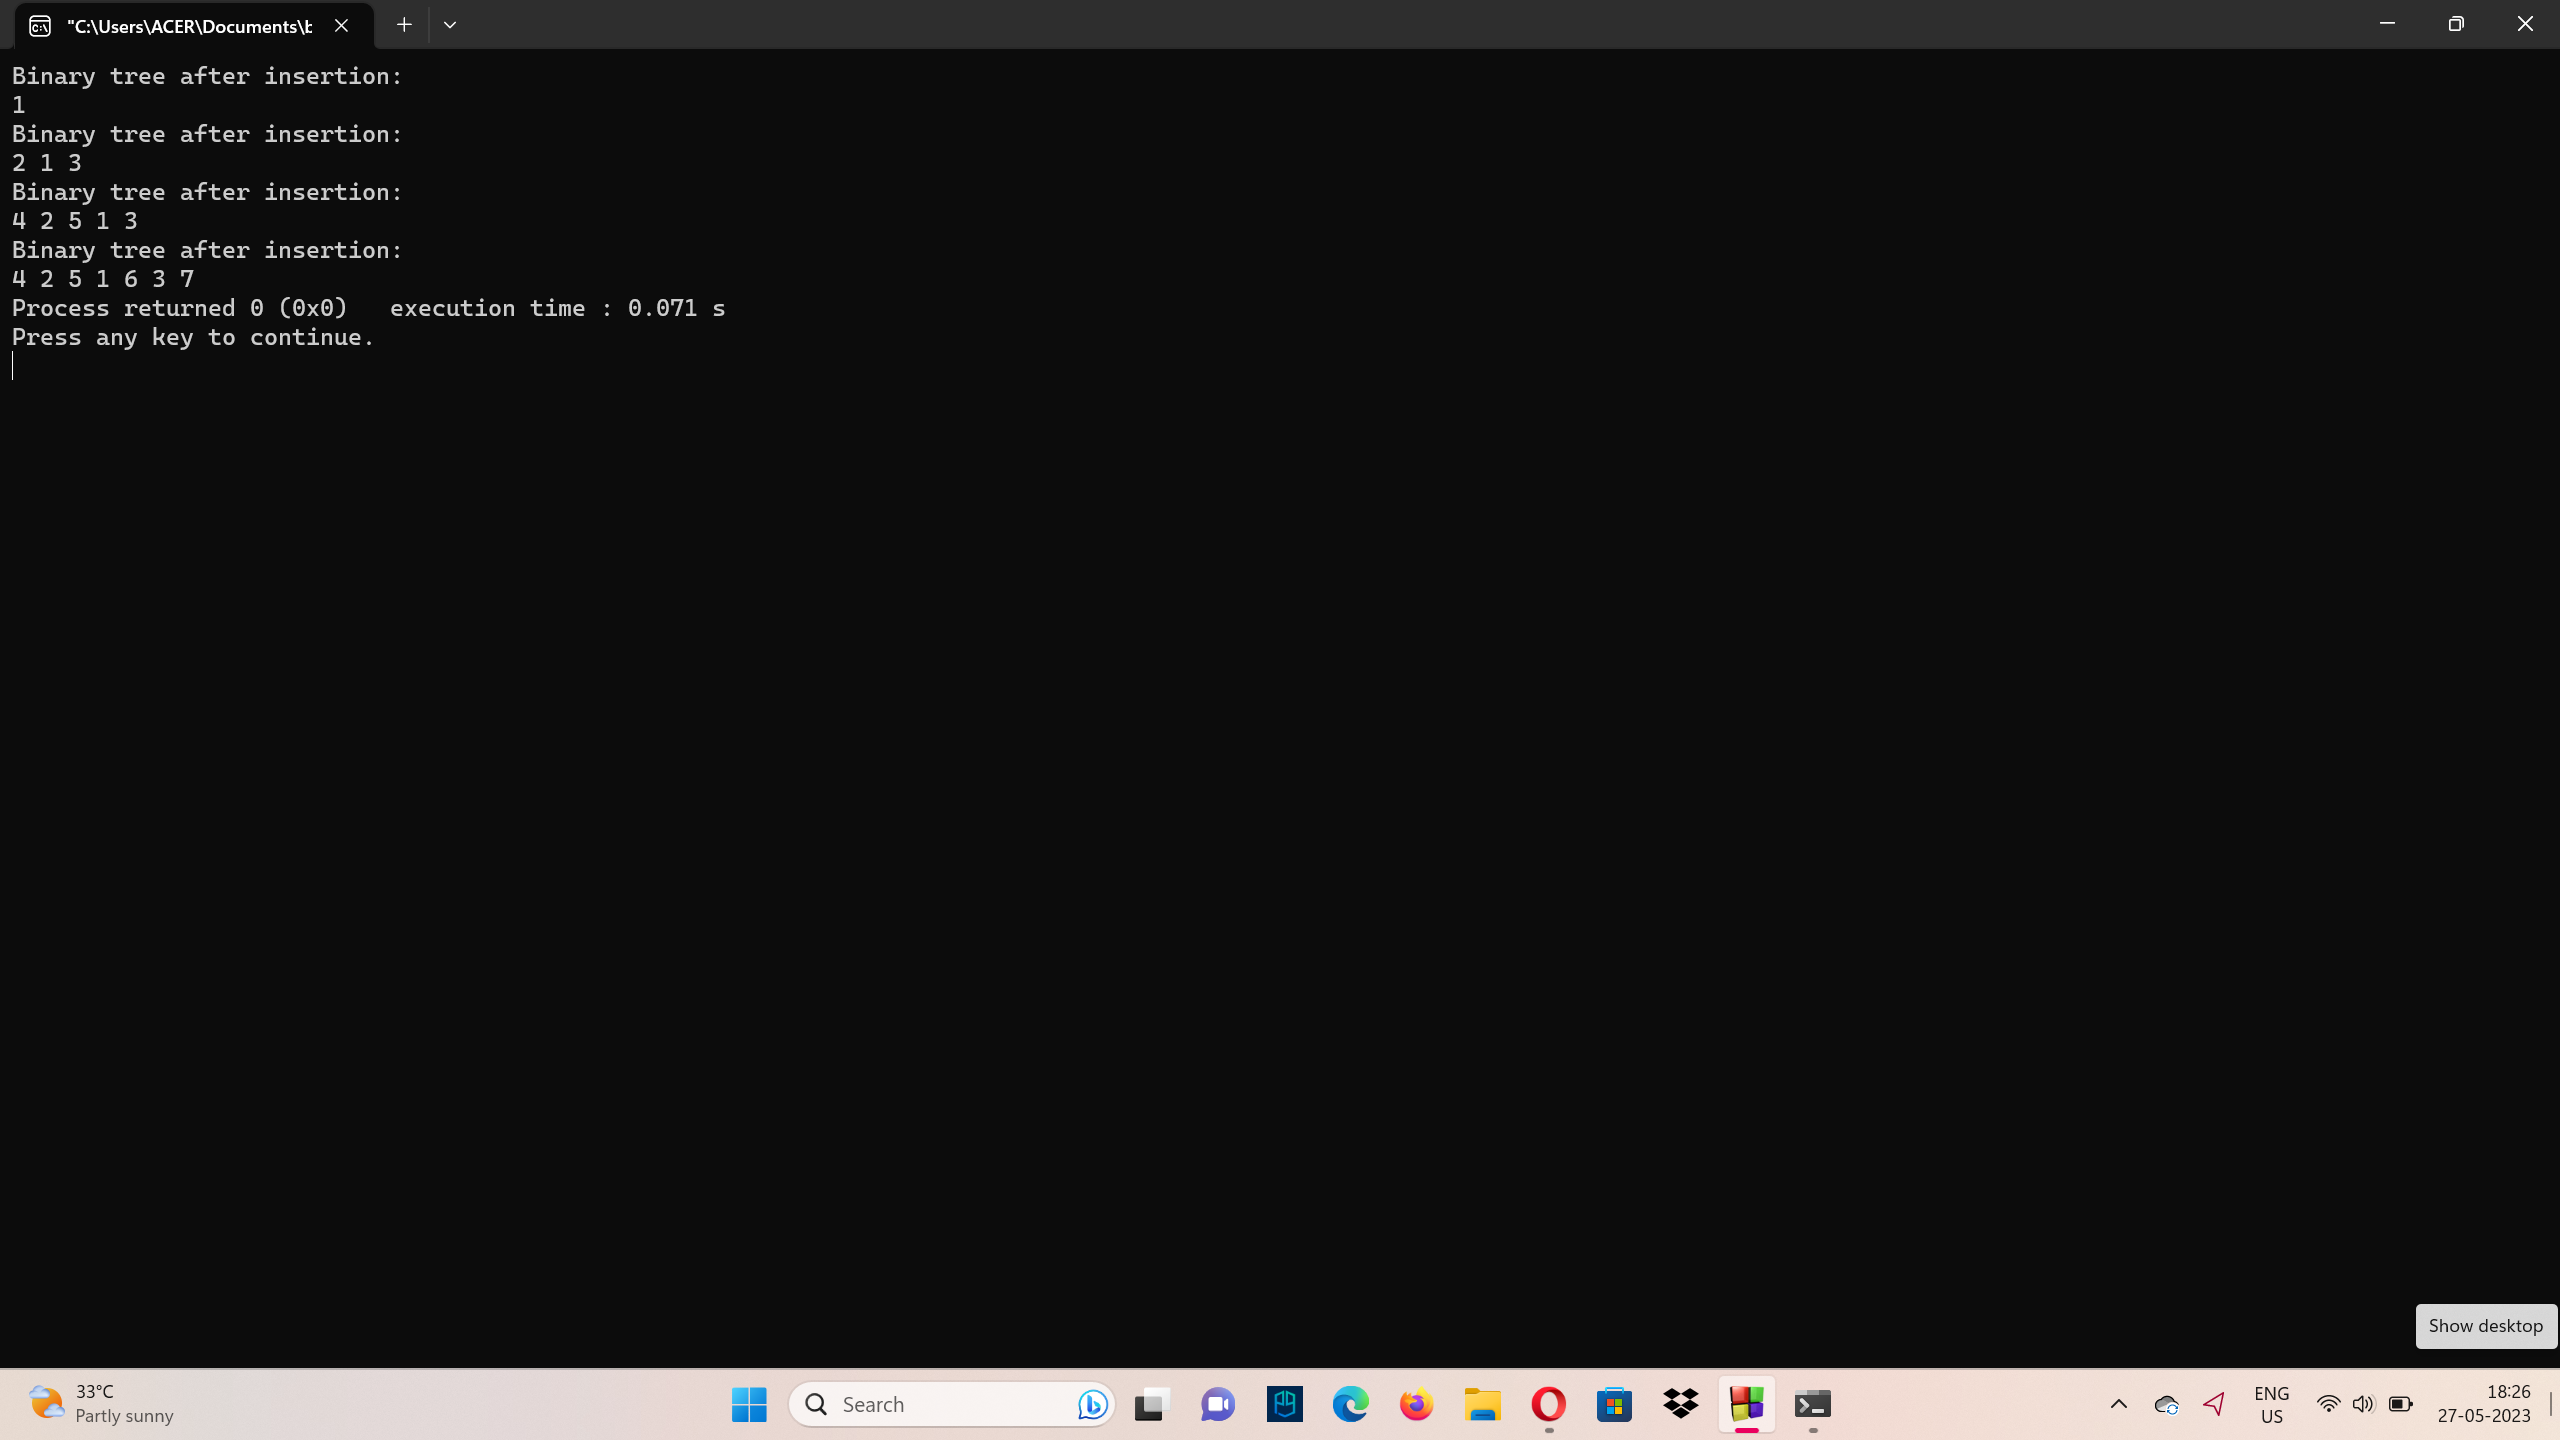 "C:\Users\ACER\Documents\b
Binary tree after insertion:
1
Binary tree after insertion:
2 1 3
Binary tree after insertion:
4 2 5 1 3
Binary tree after insertion:
4 2 5 1 6 3 7
Process returned 0 (0x0)   execution time : 0.071 s
Press any key to continue.
Show desktop
33°C
Partly sunny
Search
ENG
US
18:26
27-05-2023